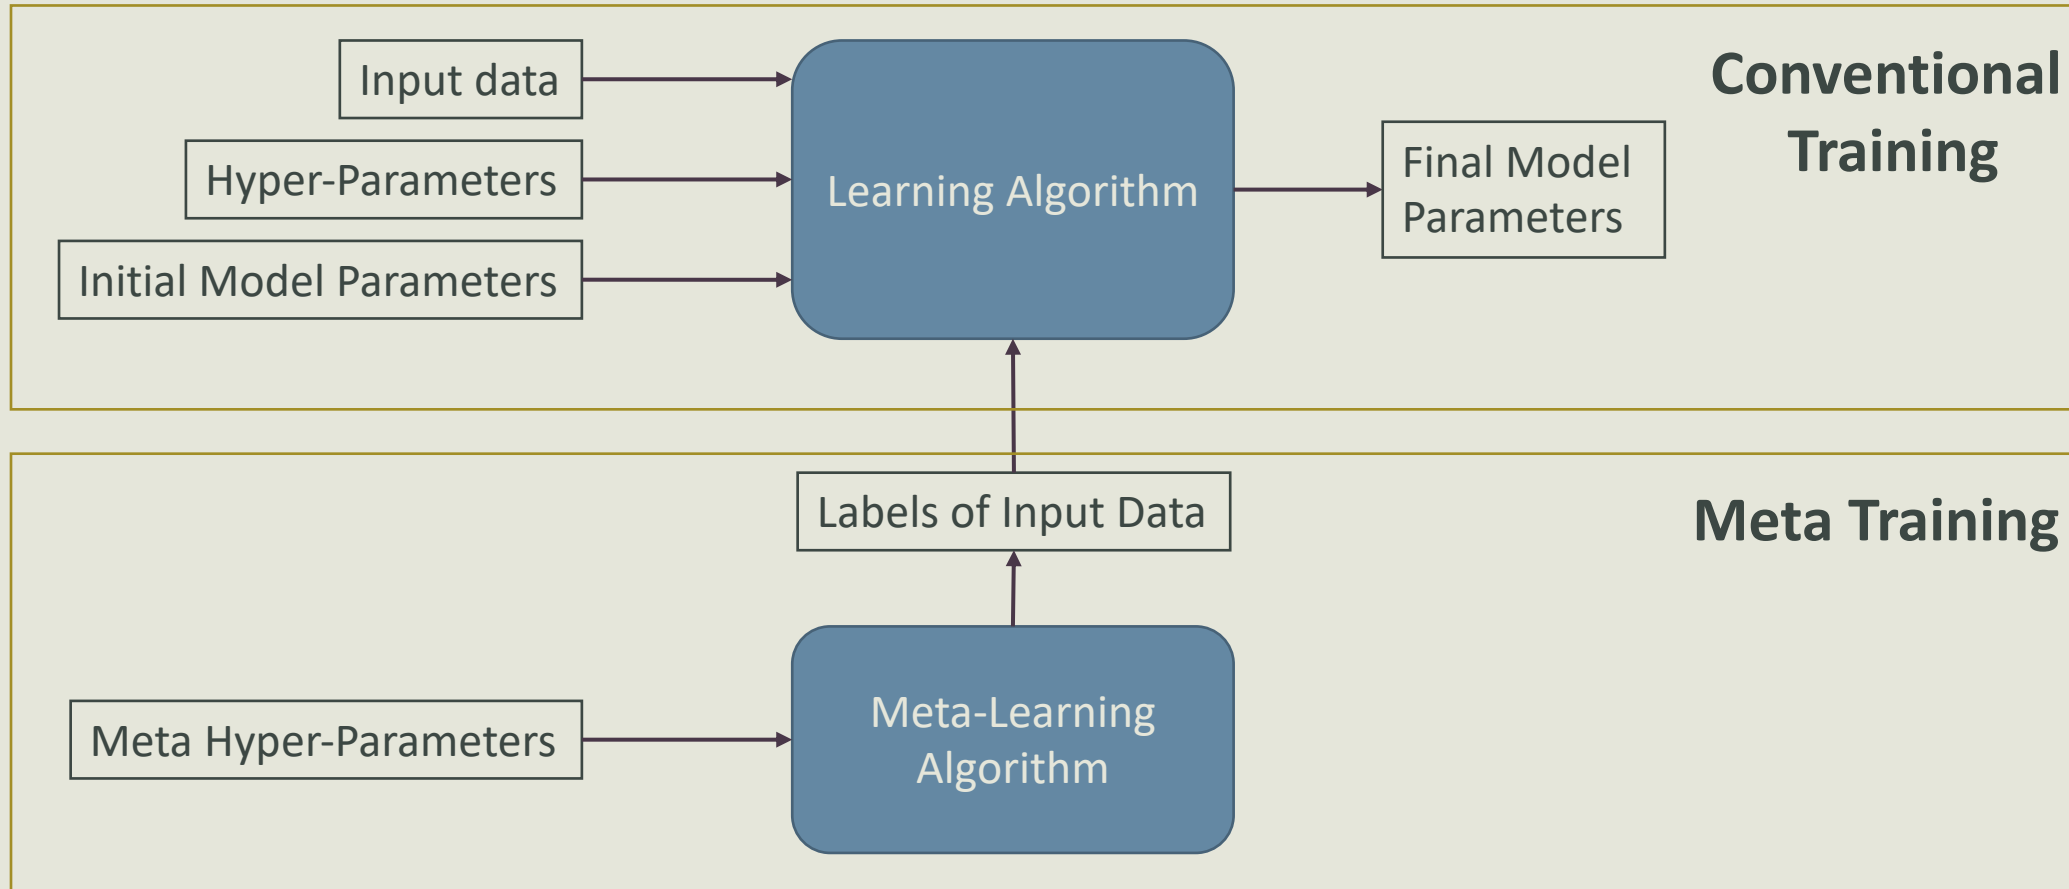 Input data
Hyper-Parameters
Initial Model Parameters
Learning Algorithm
Final Model
Parameters
Conventional
Training
Labels of Input Data
Meta Training
Meta Hyper-Parameters
Meta-Learning
Algorithm